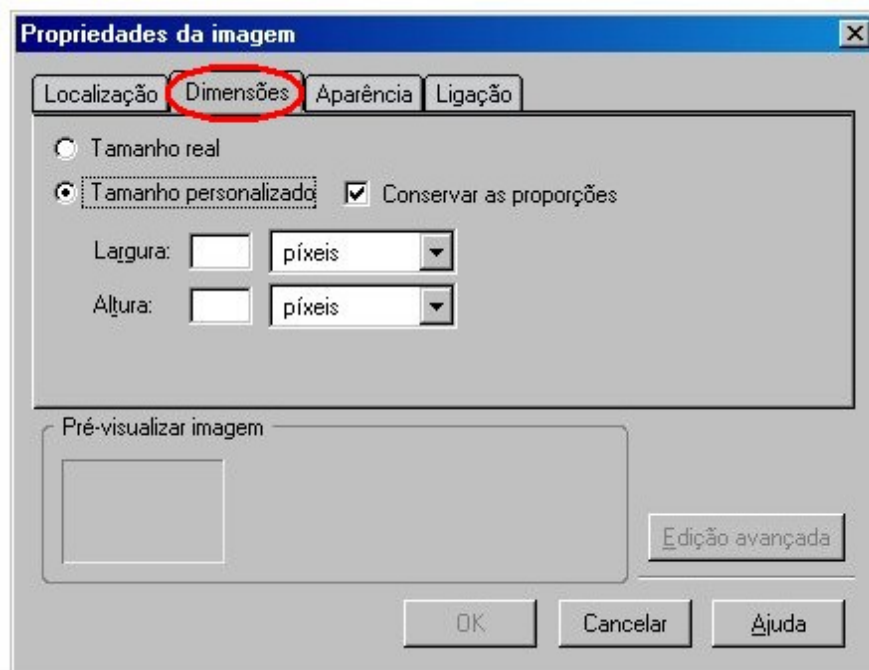 Propriedades da imagem
Localização Dimensões Aparência Ligação
Tamanho real
Tamanho personalizado Conservar as proporções
Largura: píxeis
Altura: píxeis
Pré-visualizar imagem
Edição avançada
OK Cancelar Ajuda